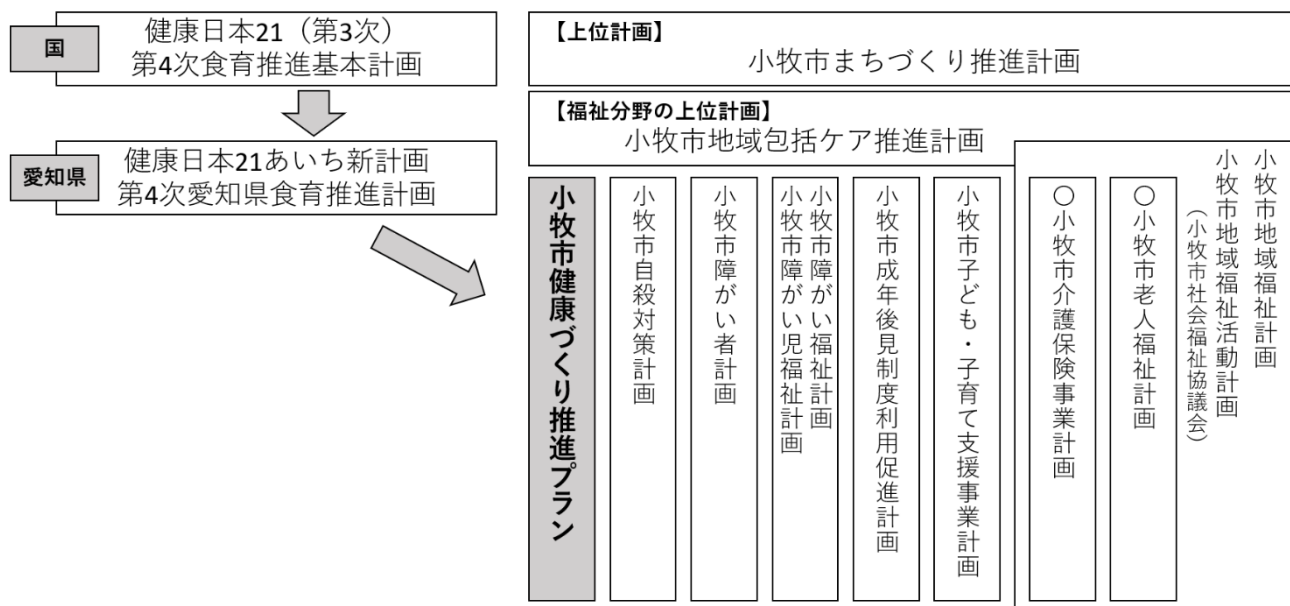 国
健康日本21（第3次）
第4次食育推進基本計画
愛知県
健康日本21あいち新計画
第4次愛知県食育推進計画
【上位計画】
小牧市まちづくり推進計画
【福祉分野の上位計画】
小牧市地域包括ケア推進計画
小牧市健康づくり推進プラン
小牧市自殺対策計画
小牧市障がい者計画
小牧市障がい福祉計画
小牧市障がい児福祉計画
小牧市成年後見制度利用促進計画
小牧市子ども・子育て支援事業計画
○小牧市介護保険事業計画
○小牧市老人福祉計画
小牧市地域福祉計画
小牧市地域福祉活動計画
（小牧市社会福祉協議会）